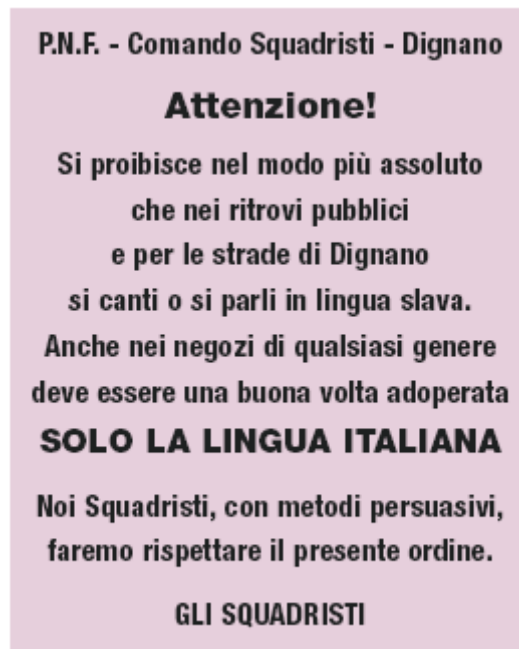 P.N.F. - Comando Squadristi - Dignano
Attenzione!
Si proibisce nel modo più assoluto
che nei ritrovi pubblici
e per le strade di Dignano
si canti o si parli in lingua slava.
Anche nei negozi di qualsiasi genere
deve essere una buona volta adoperata
SOLO LA LINGUA ITALIANA
Noi Squadristi, con metodi persuasivi,
faremo rispettare il presente ordine.
GLI SQUADRISTI